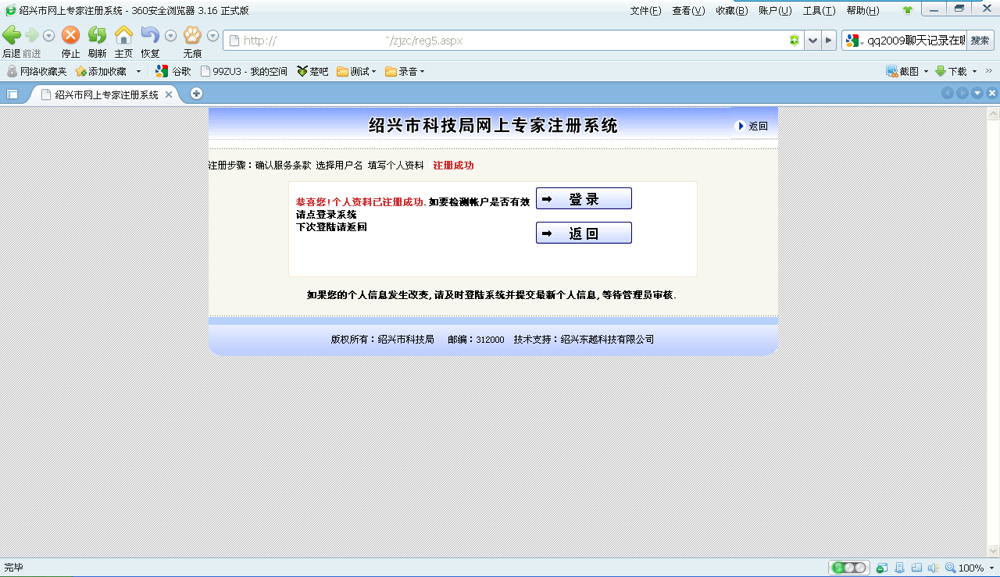 绍兴市网上专家注册系统 - 360安全浏览器 3.16 正式版
文件(F) 查看(V) 收藏(B) 账户(U) 工具(T) 帮助(H)
http:// ~/zjzc/reg5.aspx
qq2009聊天记录在哪 搜索
后退 前进 停止 刷新 主页 恢复 无痕
网络收藏夹 添加收藏 谷歌 99ZU3 - 我的空间 楚吧 测试 录音 截图 下载 »
绍兴市网上专家注册系统
绍兴市科技局网上专家注册系统
返回
注册步骤：确认服务条款 选择用户名 填写个人资料 注册成功
恭喜您!个人资料已注册成功.如要检测帐户是否有效
请点登录系统
下次登陆请返回
登 录
返 回
如果您的个人信息发生改变,请及时登陆系统并提交最新个人信息,等待管理员审核.
版权所有：绍兴市科技局 邮编：312000 技术支持：绍兴东越科技有限公司
完毕
100%